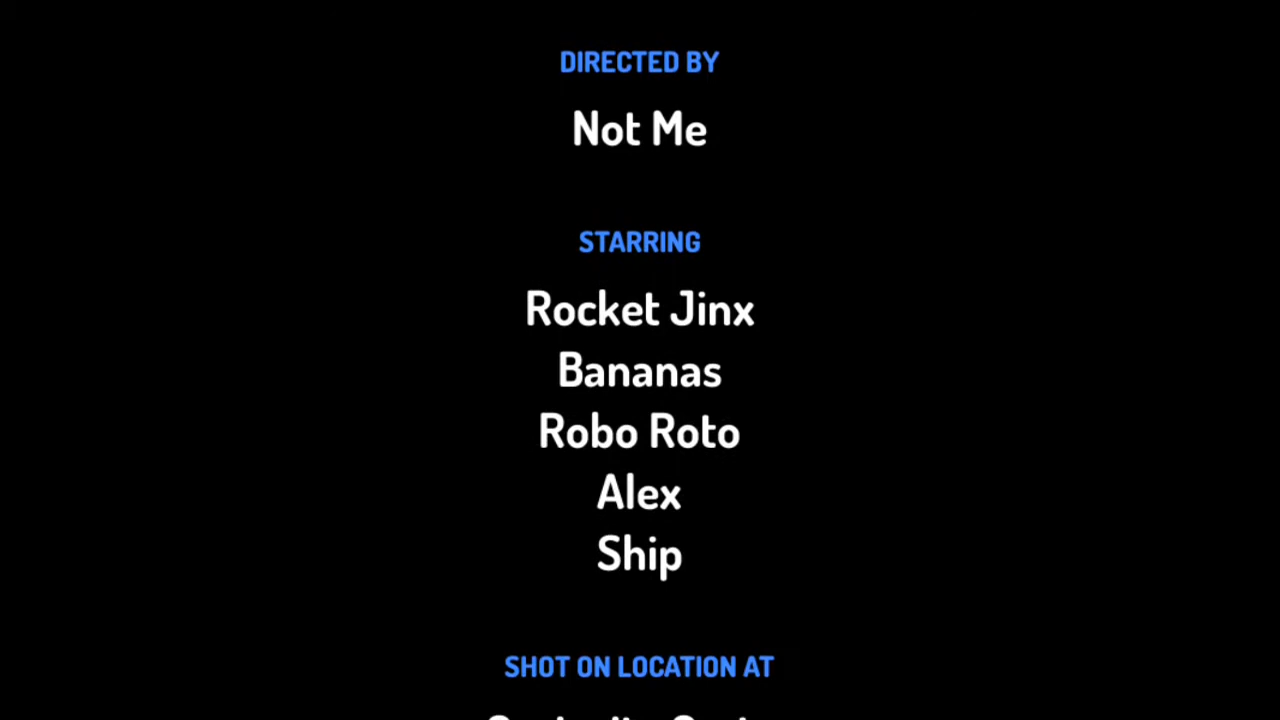 DIRECTED BY
Not Me
STARRING
Rocket Jinx
Bananas
Robo Roto
Alex
Ship
SHOT ON LOCATION AT